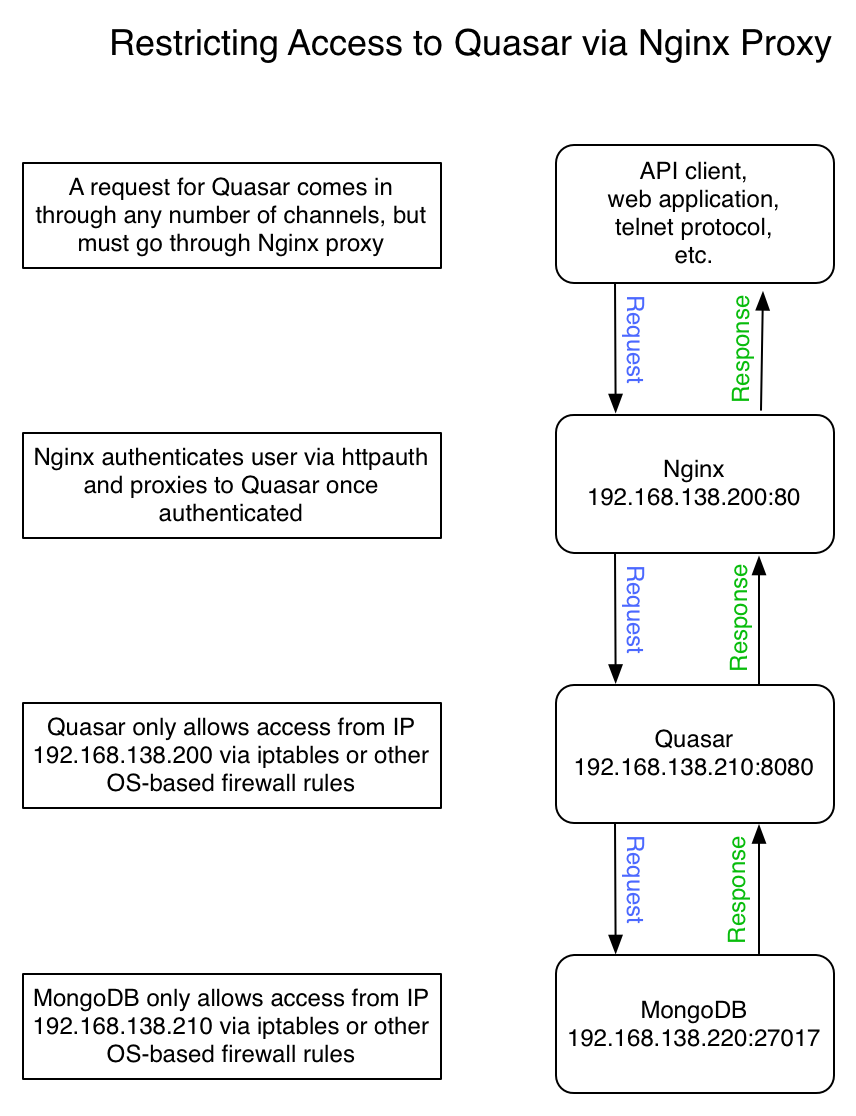 Restricting Access to Quasar via Nginx Proxy
A request for Quasar comes in
through any number of channels, but
must go through Nginx proxy
API client,
web application,
telnet protocol,
etc.
Request
Response
Nginx authenticates user via httpauth
and proxies to Quasar once
authenticated
Nginx
192.168.138.200:80
Request
Response
Quasar only allows access from IP
192.168.138.200 via iptables or other
OS-based firewall rules
Quasar
192.168.138.210:8080
Request
Response
MongoDB only allows access from IP
192.168.138.210 via iptables or other
OS-based firewall rules
MongoDB
192.168.138.220:27017